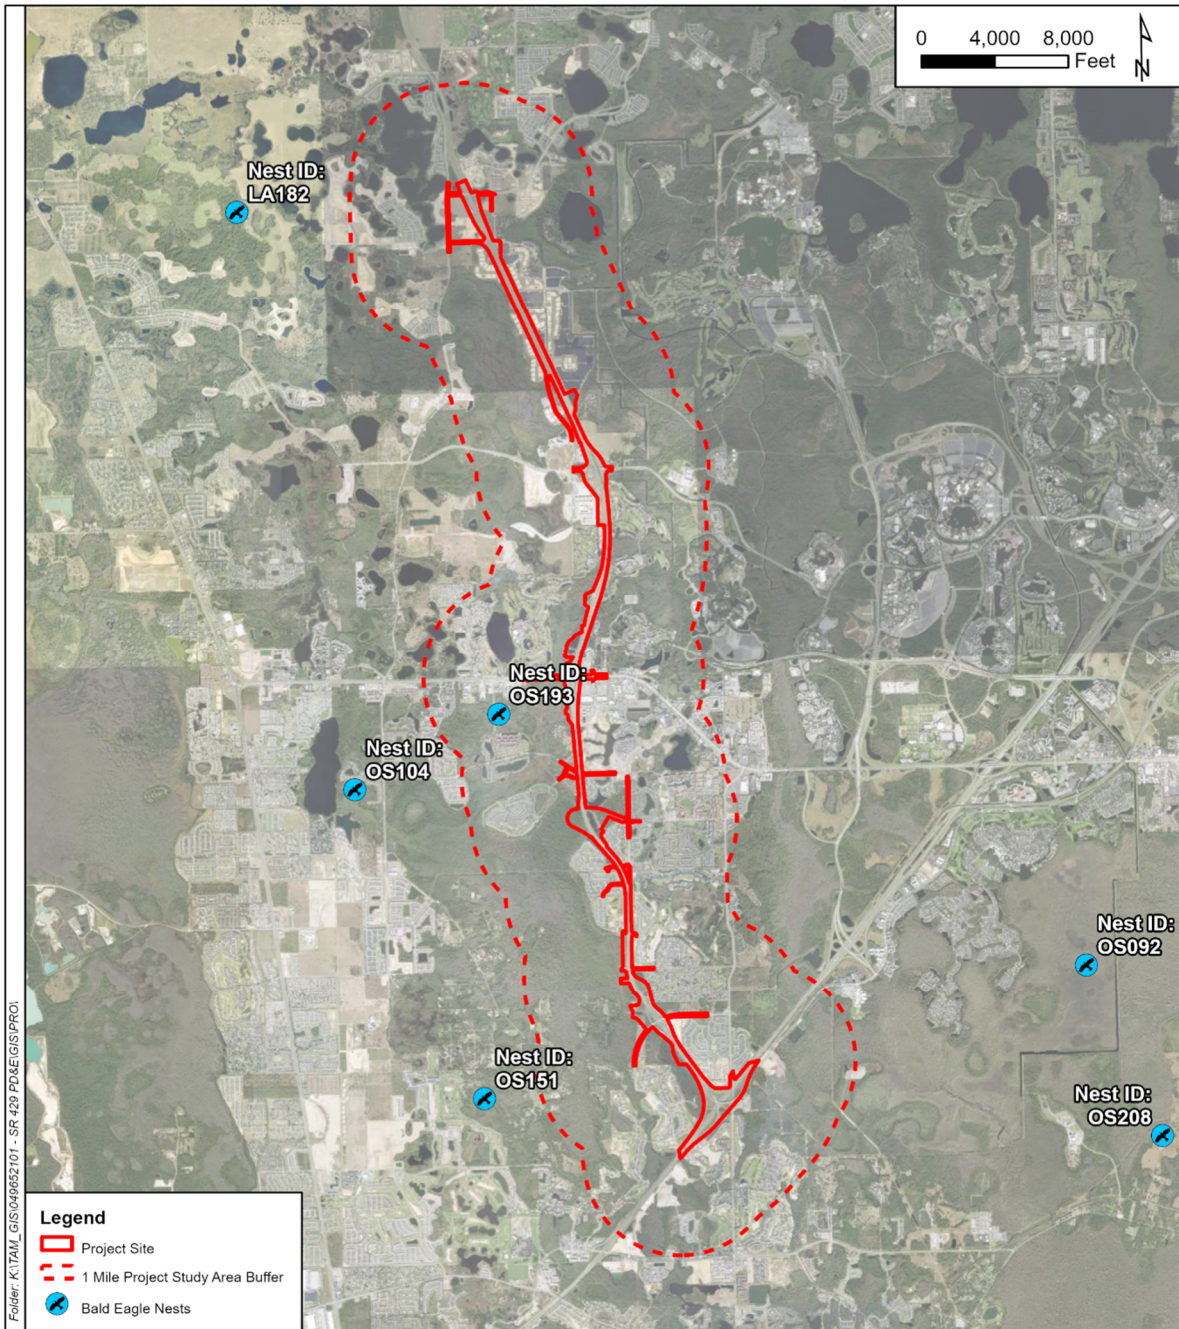 0 4,000 8,000
Feet
N
Nest ID:
LA182
Nest ID:
OS193
Nest ID:
OS104
Nest ID:
OS092
Nest ID:
OS151
Nest ID:
OS208
Folder: K:\TAM_GIS\049652101 - SR 429 PD&E\GIS\PRO\
Legend
Project Site
1 Mile Project Study Area Buffer
Bald Eagle Nests